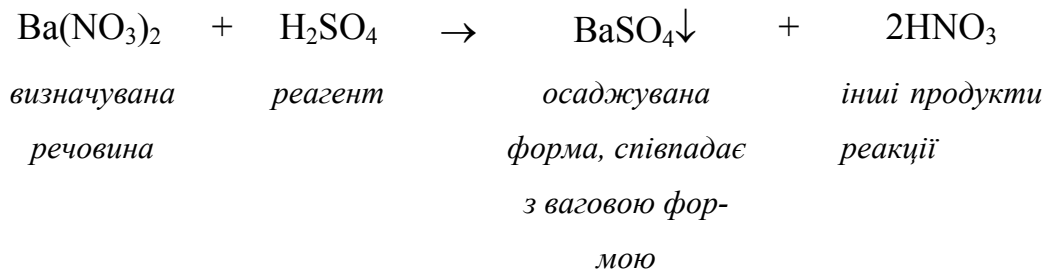 Ba(NO₃)₂ + H₂SO₄ → BaSO₄↓ + 2HNO₃
визначувана реагент осаджувана інші продукти
речовина форма, співпадає реакції
з ваговою фор-
мою